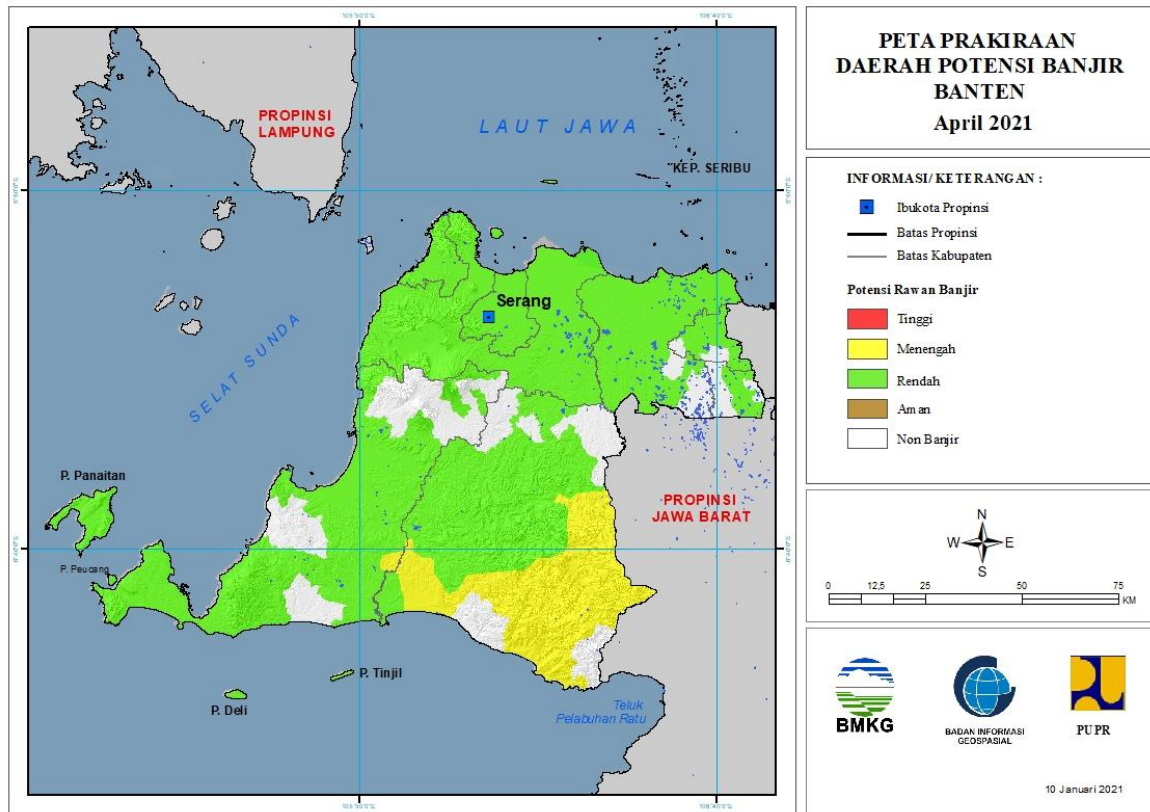 PROPINSI
LAMPUNG
LAUT JAWA
KEP. SERIBU
Serang
SELAT SUNDA
P. Panaitan
P. Peucang
PROPINSI
JAWA BARAT
P. Tinjil
P. Deli
Teluk
Pelabuhan Ratu
PETA PRAKIRAAN
DAERAH POTENSI BANJIR
BANTEN
April 2021
INFORMASI/ KETERANGAN :
Ibukota Propinsi
Batas Propinsi
Batas Kabupaten
Potensi Rawan Banjir
Tinggi
Menengah
Rendah
Aman
Non Banjir
N
W E
S
0 12,5 25 50 75
KM
BMKG
BADAN INFORMASI
GEOSPASIAL
PUPR
10 Januari 2021